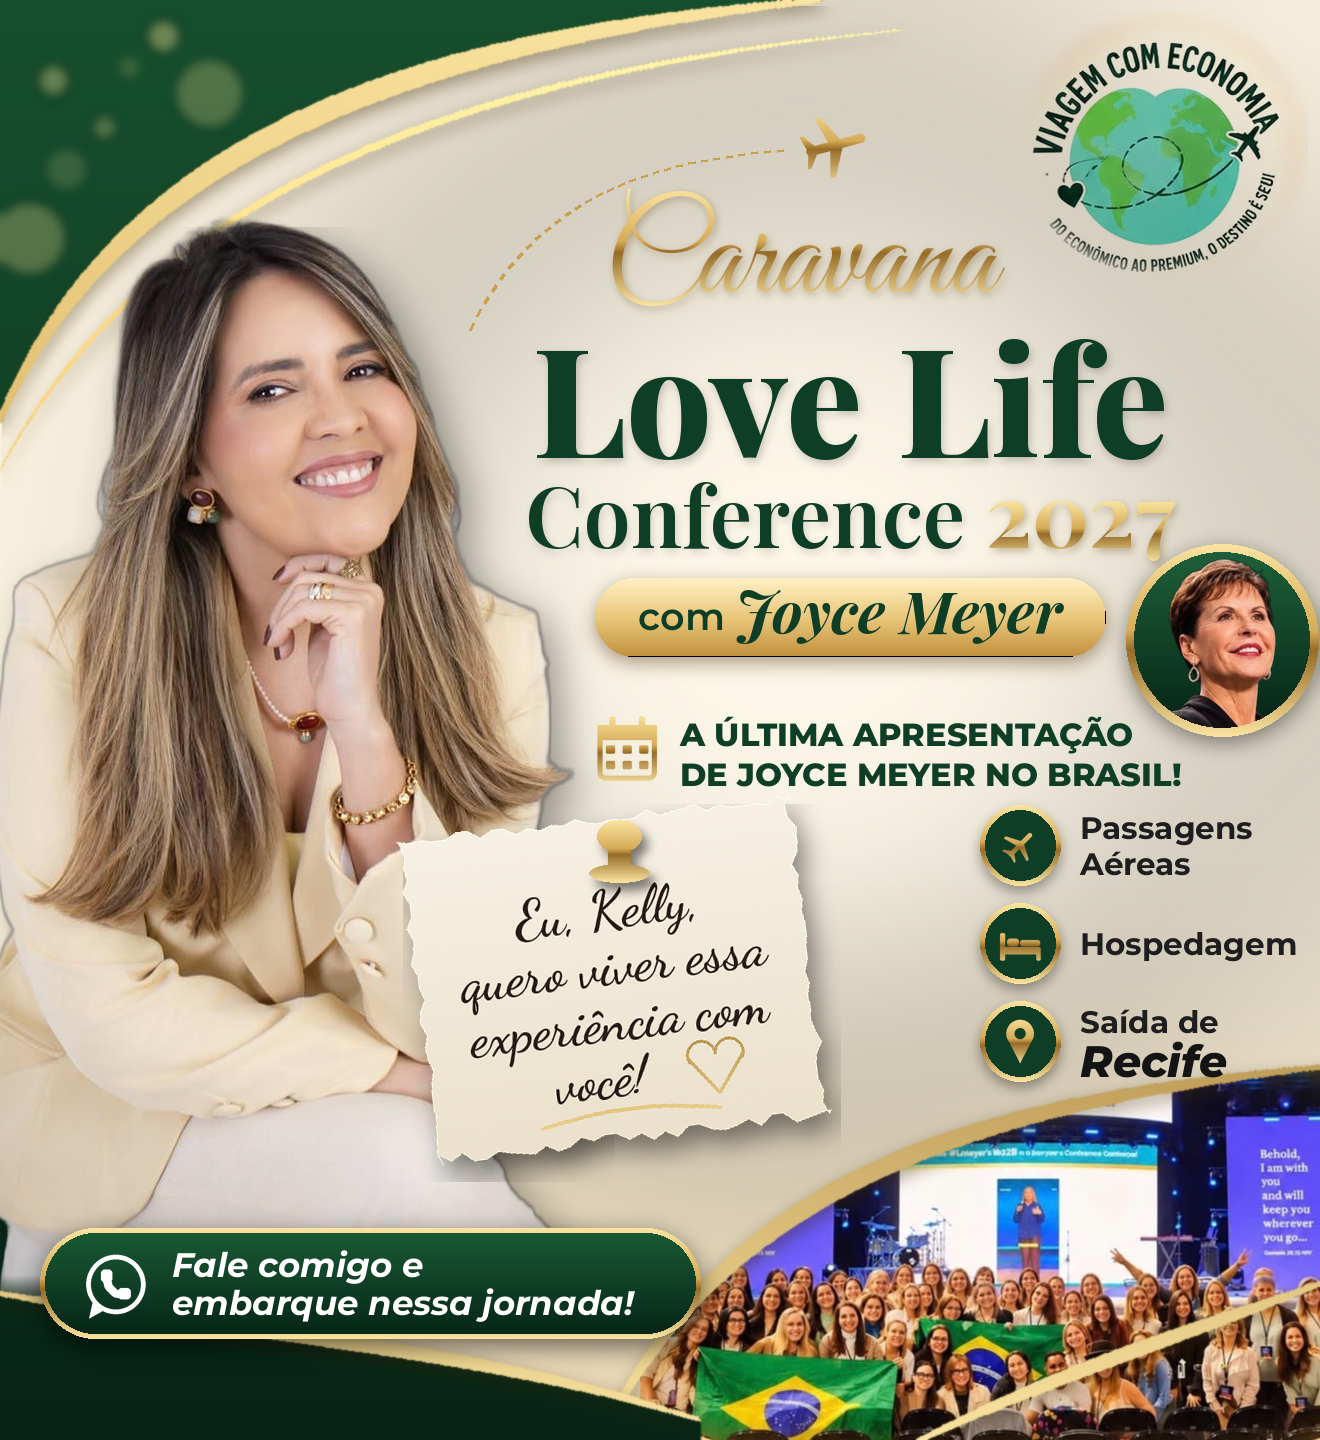 VIAGEM COM ECONOMIA
DO ECONÔMICO AO PREMIUM, O DESTINO É SEU!
Caravana
Love Life
Conference 2027
com Joyce Meyer
A ÚLTIMA APRESENTAÇÃO
DE JOYCE MEYER NO BRASIL!
Passagens
Aéreas
Hospedagem
Saída de
Recife
Eu, Kelly,
quero viver essa
experiência com
você!
Behold,
I am with
you
and will
keep you
wherever
you go...
Fale comigo e
embarque nessa jornada!